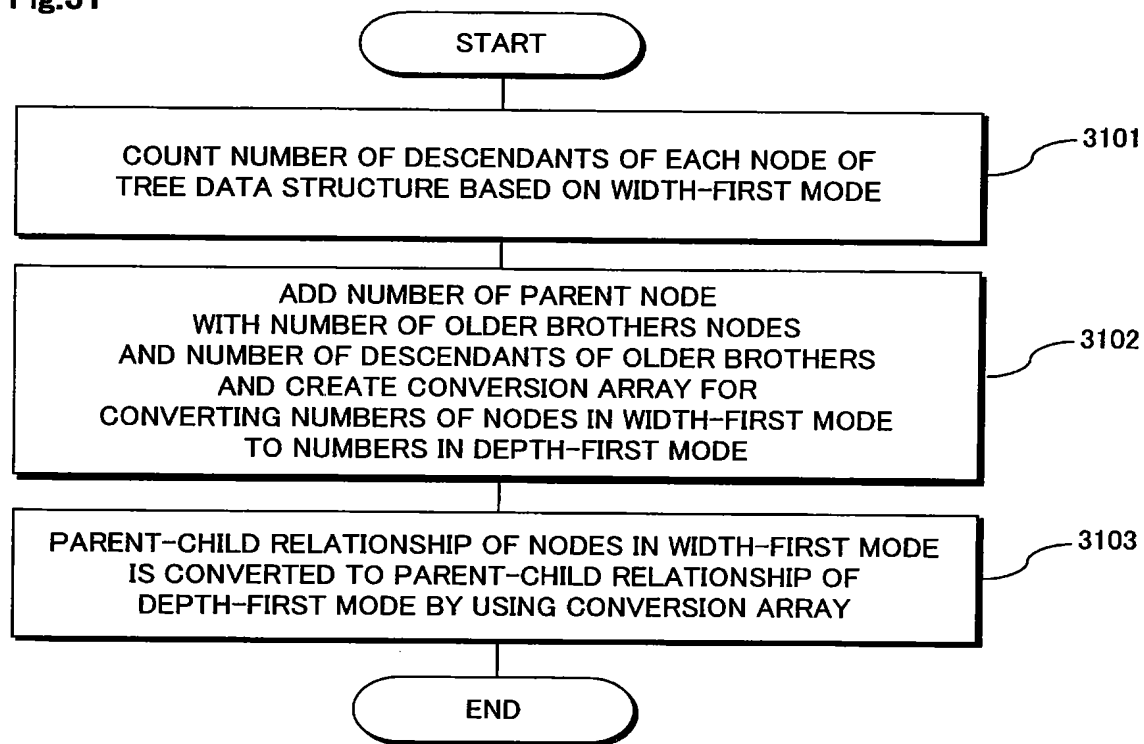 Fig.31
START
COUNT NUMBER OF DESCENDANTS OF EACH NODE OF
TREE DATA STRUCTURE BASED ON WIDTH-FIRST MODE
3101
ADD NUMBER OF PARENT NODE
WITH NUMBER OF OLDER BROTHERS NODES
AND NUMBER OF DESCENDANTS OF OLDER BROTHERS
AND CREATE CONVERSION ARRAY FOR
CONVERTING NUMBERS OF NODES IN WIDTH-FIRST MODE
TO NUMBERS IN DEPTH-FIRST MODE
3102
PARENT-CHILD RELATIONSHIP OF NODES IN WIDTH-FIRST MODE
IS CONVERTED TO PARENT-CHILD RELATIONSHIP OF
DEPTH-FIRST MODE BY USING CONVERSION ARRAY
3103
END